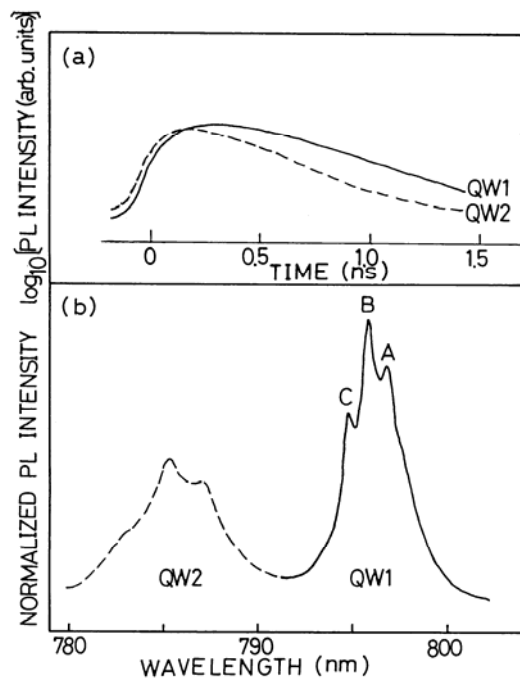 (a)
log10[PL INTENSITY (arb. units)]
QW1
QW2
0 0.5 1.0 1.5
TIME (ns)
(b)
NORMALIZED PL INTENSITY
B
A
C
QW2 QW1
780 790 800
WAVELENGTH (nm)